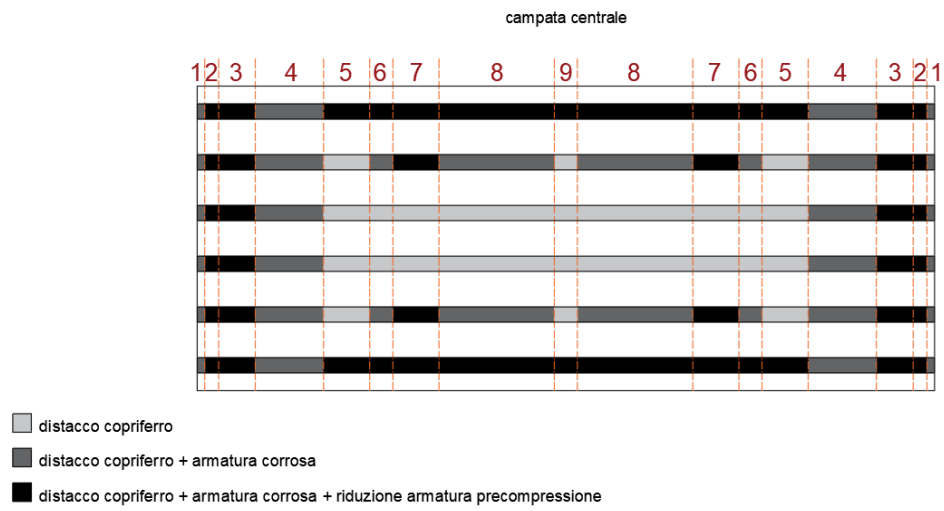 campata centrale
1 2 3 4 5 6 7 8 9 8 7 6 5 4 3 2 1
distacco copriferro
distacco copriferro + armatura corrosa
distacco copriferro + armatura corrosa + riduzione armatura precompressione